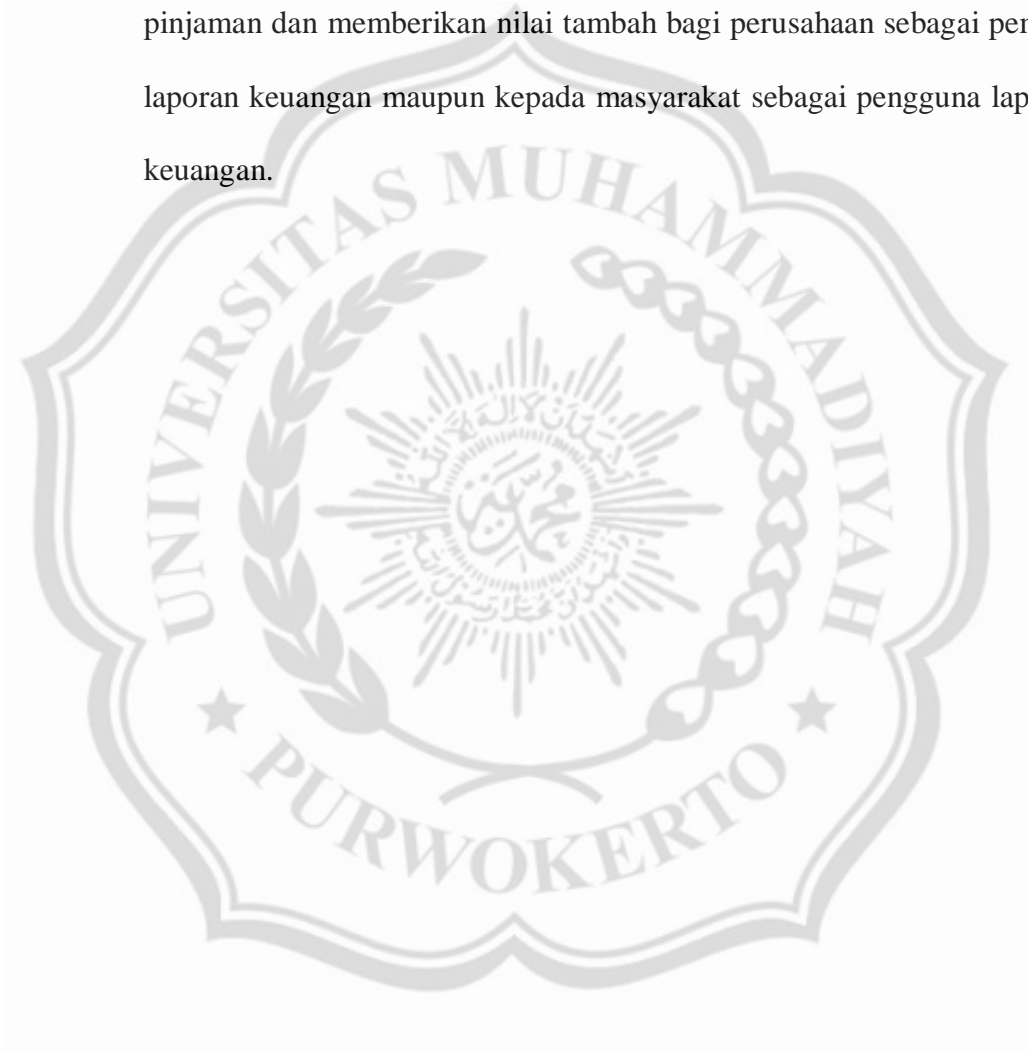 pinjaman dan memberikan nilai tambah bagi perusahaan sebagai
laporan keuangan maupun kepada masyarakat sebagai pengguna
keuangan.
UNIVERSITAS MUHAMMADIYAH
محمد
PURWOKERTO